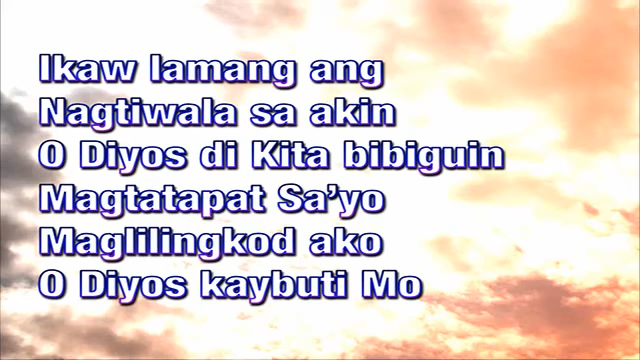 Ikaw lamang ang
Nagtiwala sa akin
O Diyos di Kita bibiguin
Magtatapat Sa'yo
Maglilingkod ako
O Diyos kaybuti Mo